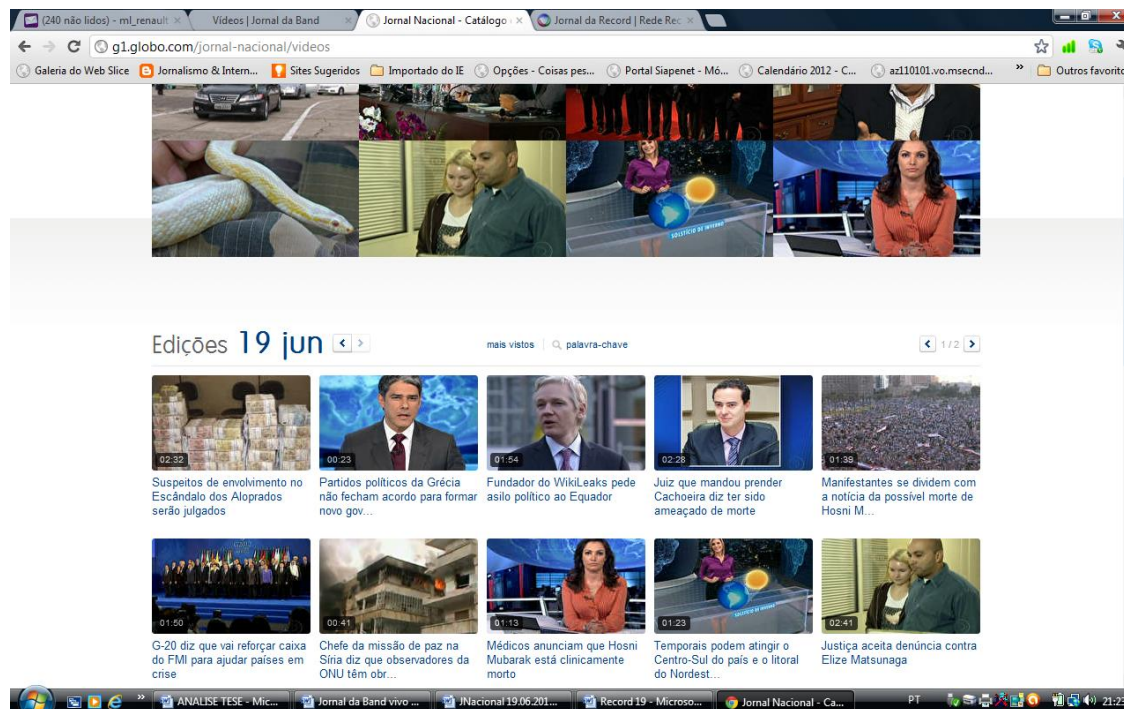 (240 não lidos) - ml_renault
Vídeos | Jornal da Band
Jornal Nacional - Catálogo
Jornal da Record | Rede Rec
g1.globo.com/jornal-nacional/videos
Galeria do Web Slice
Jornalismo & Intern...
Sites Sugeridos
Importado do IE
Opções - Coisas pes...
Portal Siapenet - Mó...
Calendário 2012 - C...
az110101.vo.msecnd...
»
Outros favorito
SOLSTÍCIO DE INVERNO
Edições 19 jun
mais vistos
palavra-chave
1 / 2
02:32
00:23
01:54
02:28
01:39
Suspeitos de envolvimento no
Escândalo dos Aloprados
serão julgados
Partidos políticos da Grécia
não fecham acordo para formar
novo gov...
Fundador do WikiLeaks pede
asilo político ao Equador
Juiz que mandou prender
Cachoeira diz ter sido
ameaçado de morte
Manifestantes se dividem com
a notícia da possível morte de
Hosni M...
01:50
00:41
01:13
01:23
02:41
G-20 diz que vai reforçar caixa
do FMI para ajudar países em
crise
Chefe da missão de paz na
Síria diz que observadores da
ONU têm obr...
Médicos anunciam que Hosni
Mubarak está clinicamente
morto
Temporais podem atingir o
Centro-Sul do país e o litoral
do Nordest...
Justiça aceita denúncia contra
Elize Matsunaga
»
ANALISE TESE - Mic...
Jornal da Band vivo ...
JNacional 19.06.201...
Record 19 - Microso...
Jornal Nacional - Ca...
PT
21:23